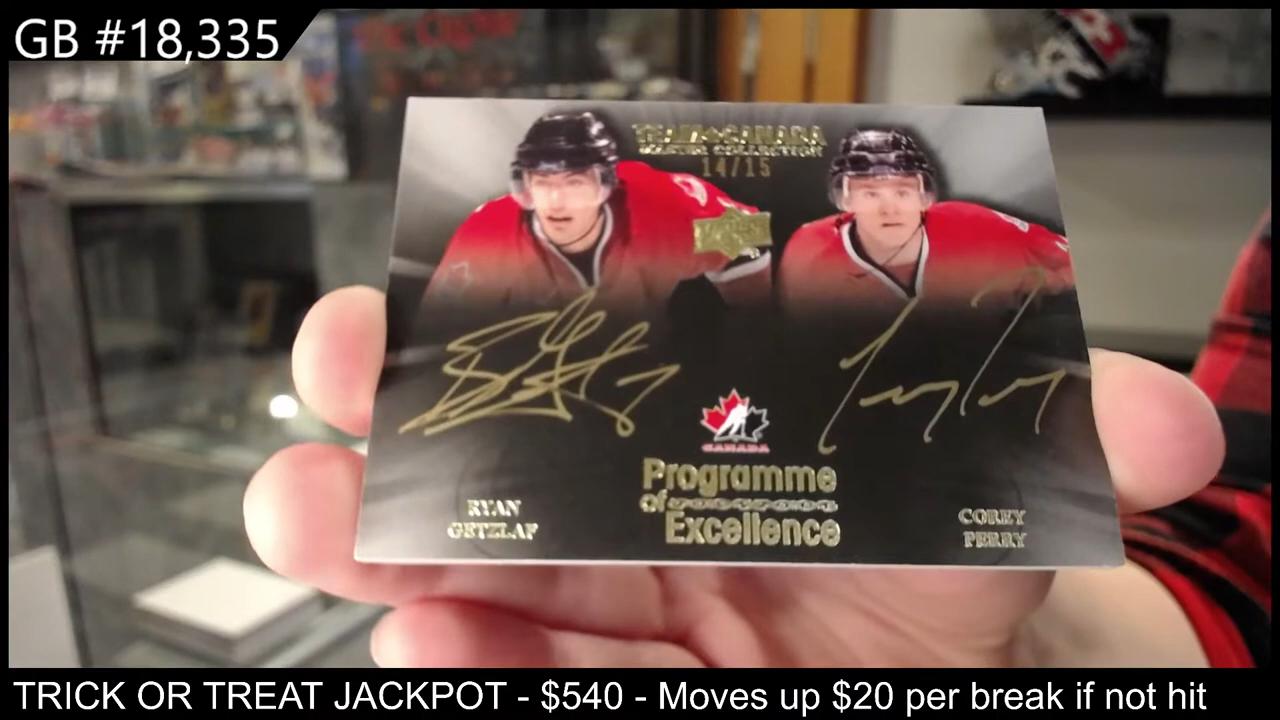 GB #18,335
TEAM CANADA
MASTER COLLECTION
14/15
CANADA
Programme
of
Excellence
RYAN
GETZLAF
COREY
PERRY
TRICK OR TREAT JACKPOT - $540 - Moves up $20 per break if not hit